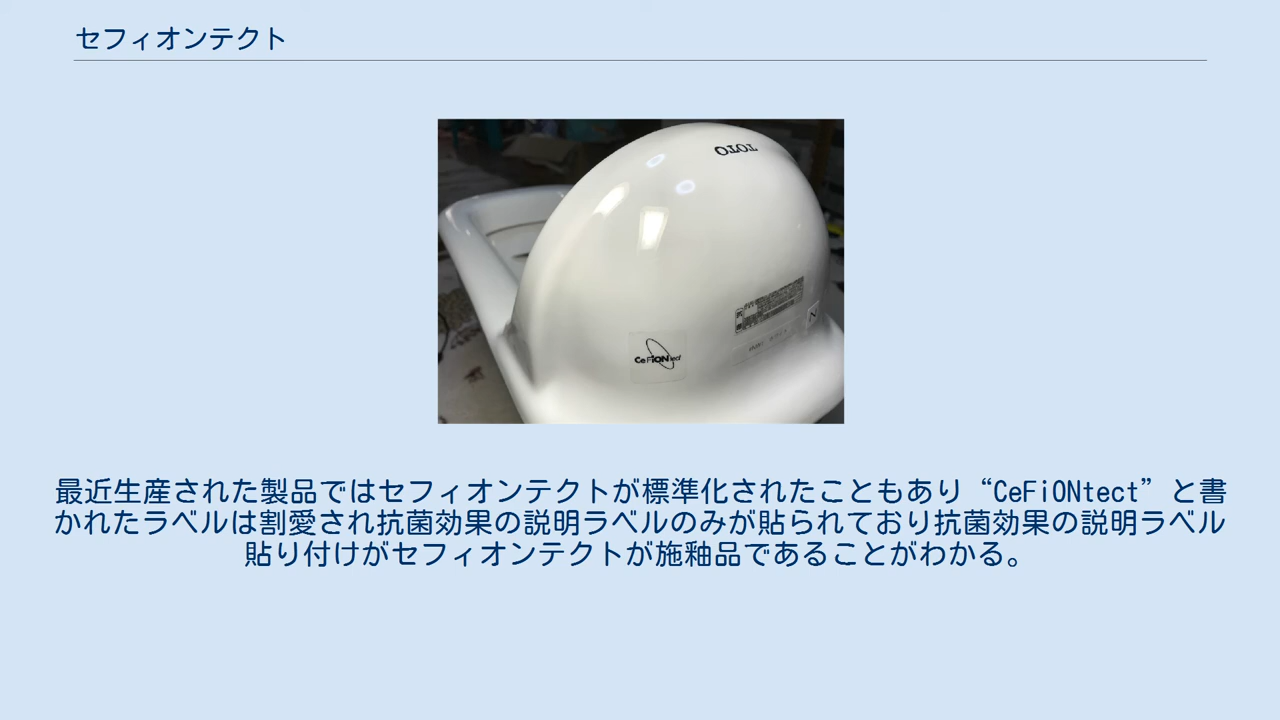 セフィオンテクト
TOTO
CeFiONtect
最近生産された製品ではセフィオンテクトが標準化されたこともあり“CeFiONtect”と書
かれたラベルは割愛され抗菌効果の説明ラベルのみが貼られており抗菌効果の説明ラベル
貼り付けがセフィオンテクトが施釉品であることがわかる。